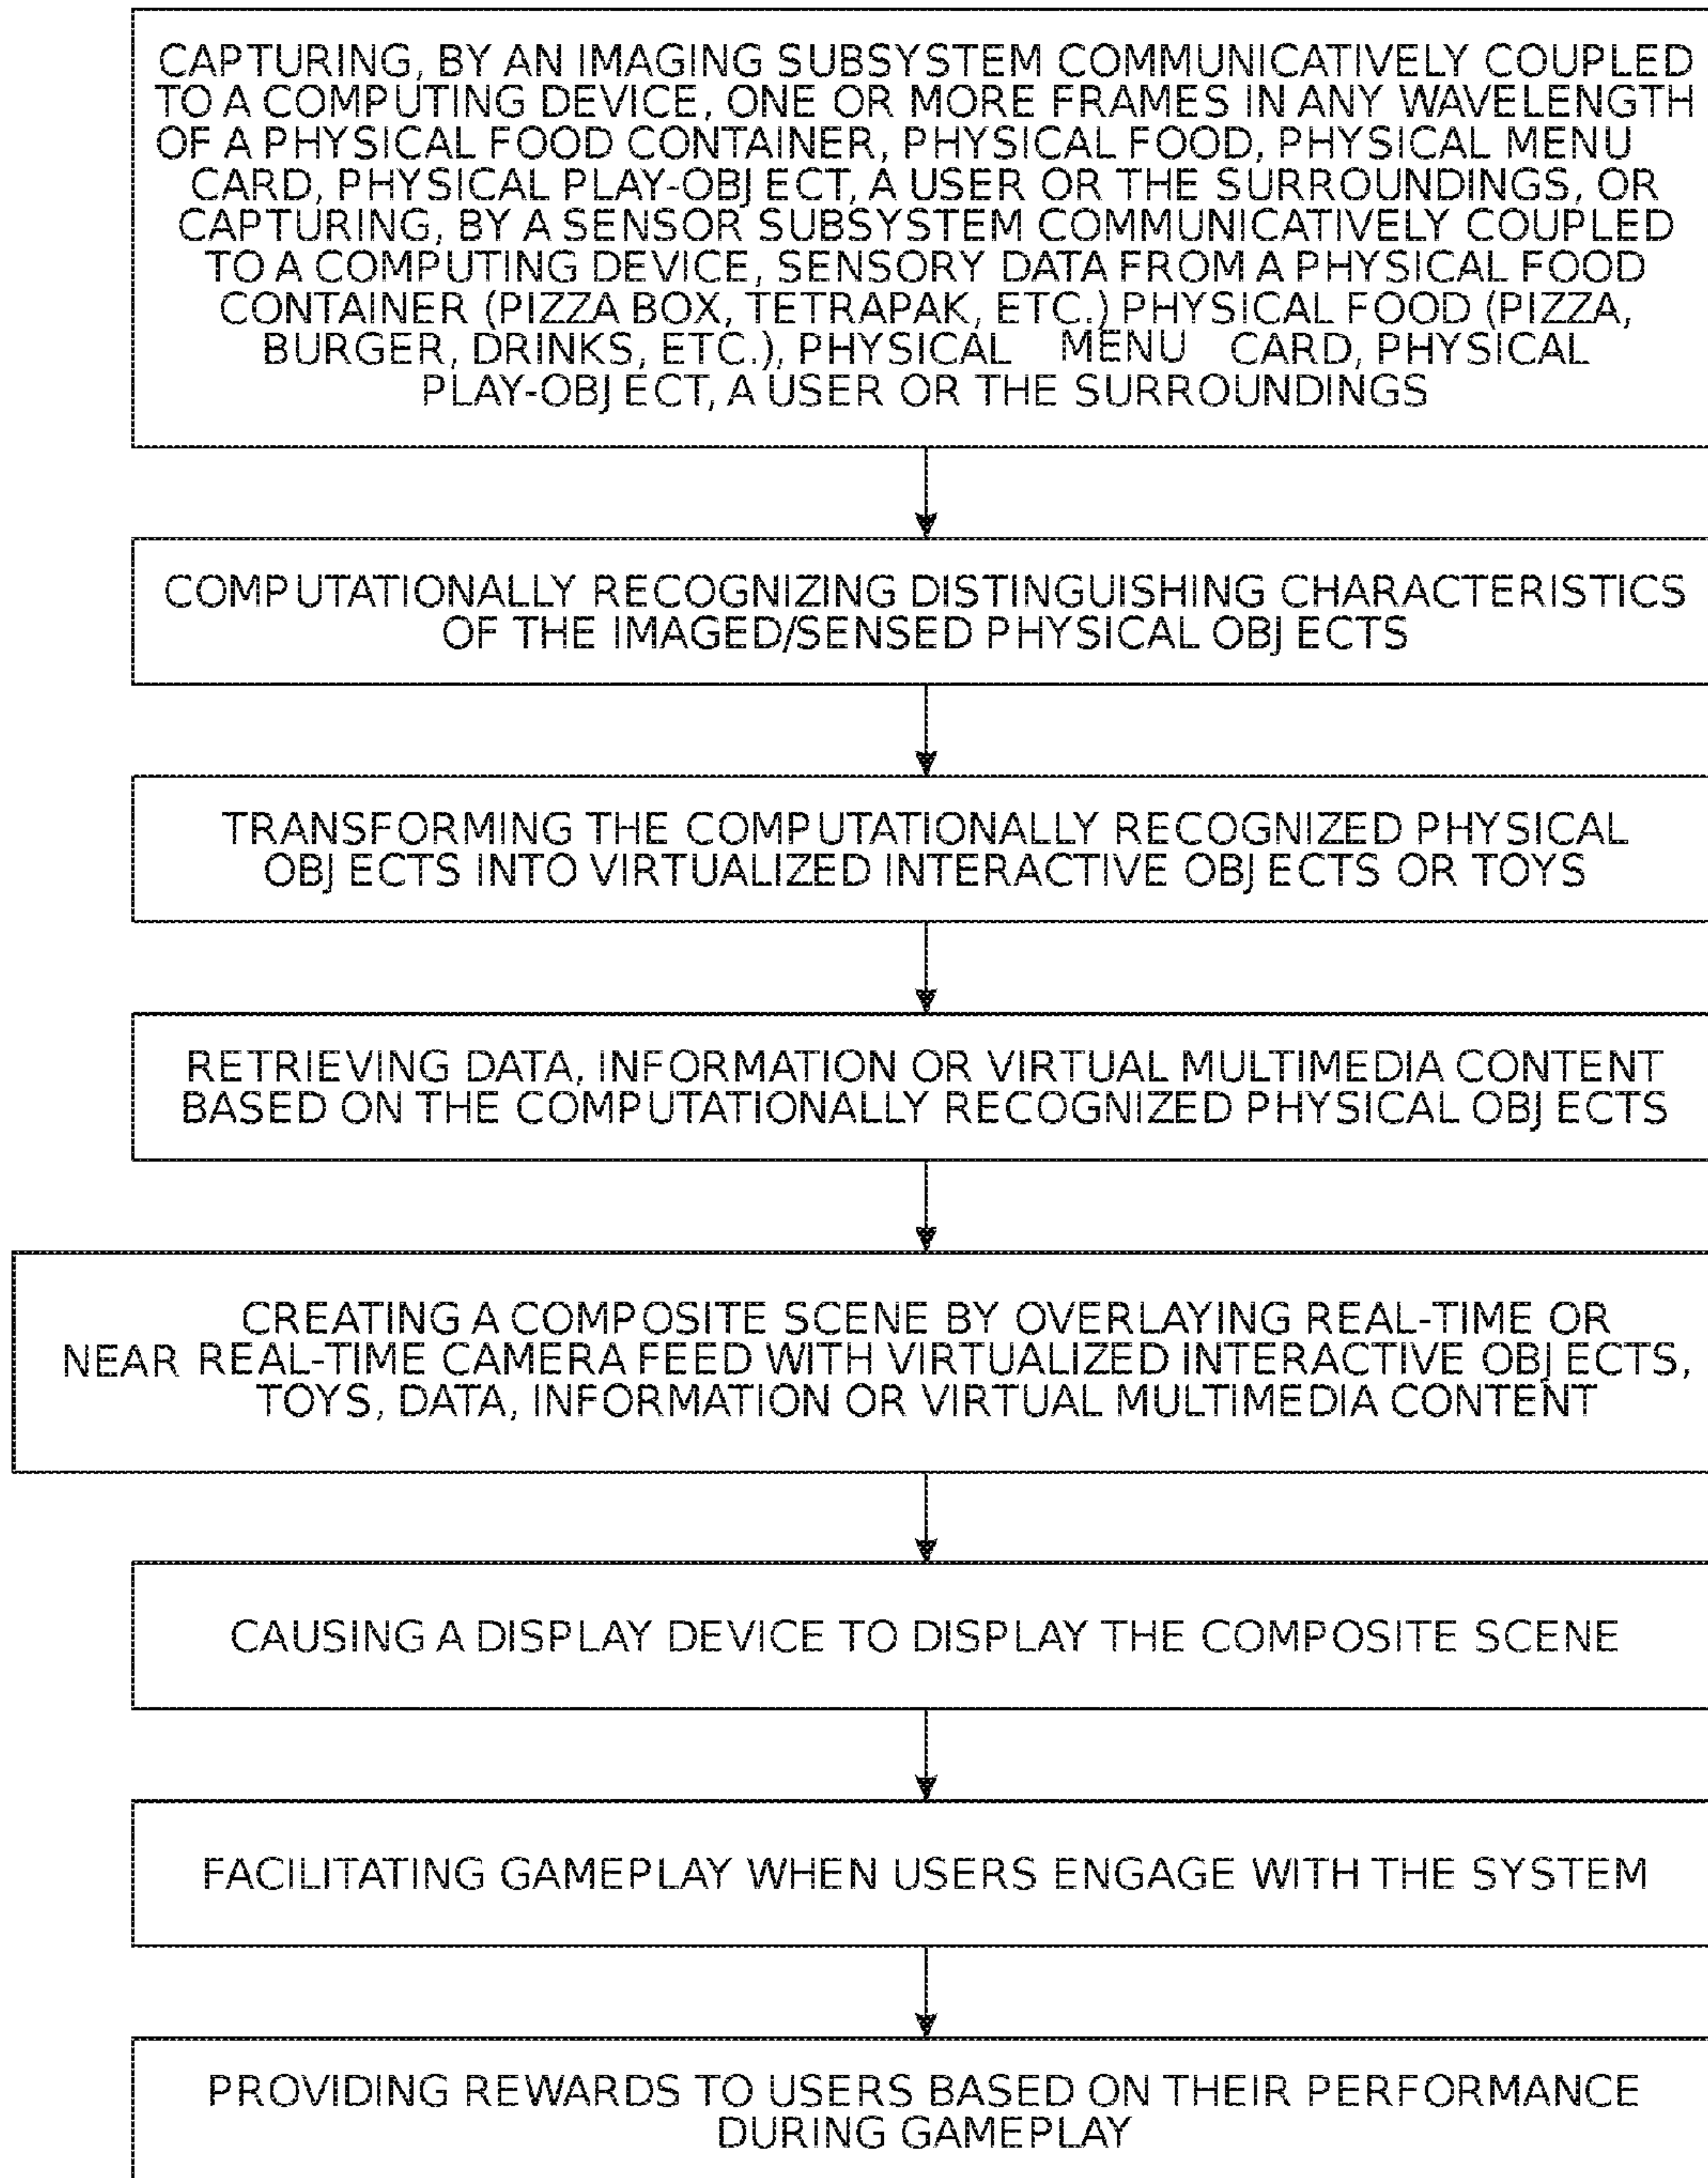 CAPTURING, BY AN IMAGING SUBSYSTEM COMMUNICATIVELY COUPLED
TO A COMPUTING DEVICE, ONE OR MORE FRAMES IN ANY WAVELENGTH
OF A PHYSICAL FOOD CONTAINER, PHYSICAL FOOD, PHYSICAL MENU
CARD, PHYSICAL PLAY-OBJECT, A USER OR THE SURROUNDINGS, OR
CAPTURING, BY A SENSOR SUBSYSTEM COMMUNICATIVELY COUPLED
TO A COMPUTING DEVICE, SENSORY DATA FROM A PHYSICAL FOOD
CONTAINER (PIZZA BOX, TETRAPAK, ETC.) PHYSICAL FOOD (PIZZA,
BURGER, DRINKS, ETC.), PHYSICAL MENU CARD, PHYSICAL
PLAY-OBJECT, A USER OR THE SURROUNDINGS
COMPUTATIONALLY RECOGNIZING DISTINGUISHING CHARACTERISTICS
OF THE IMAGED/SENSED PHYSICAL OBJECTS
TRANSFORMING THE COMPUTATIONALLY RECOGNIZED PHYSICAL
OBJECTS INTO VIRTUALIZED INTERACTIVE OBJECTS OR TOYS
RETRIEVING DATA, INFORMATION OR VIRTUAL MULTIMEDIA CONTENT
BASED ON THE COMPUTATIONALLY RECOGNIZED PHYSICAL OBJECTS
CREATING A COMPOSITE SCENE BY OVERLAYING REAL-TIME OR
NEAR REAL-TIME CAMERA FEED WITH VIRTUALIZED INTERACTIVE OBJECTS,
TOYS, DATA, INFORMATION OR VIRTUAL MULTIMEDIA CONTENT
CAUSING A DISPLAY DEVICE TO DISPLAY THE COMPOSITE SCENE
FACILITATING GAMEPLAY WHEN USERS ENGAGE WITH THE SYSTEM
PROVIDING REWARDS TO USERS BASED ON THEIR PERFORMANCE
DURING GAMEPLAY